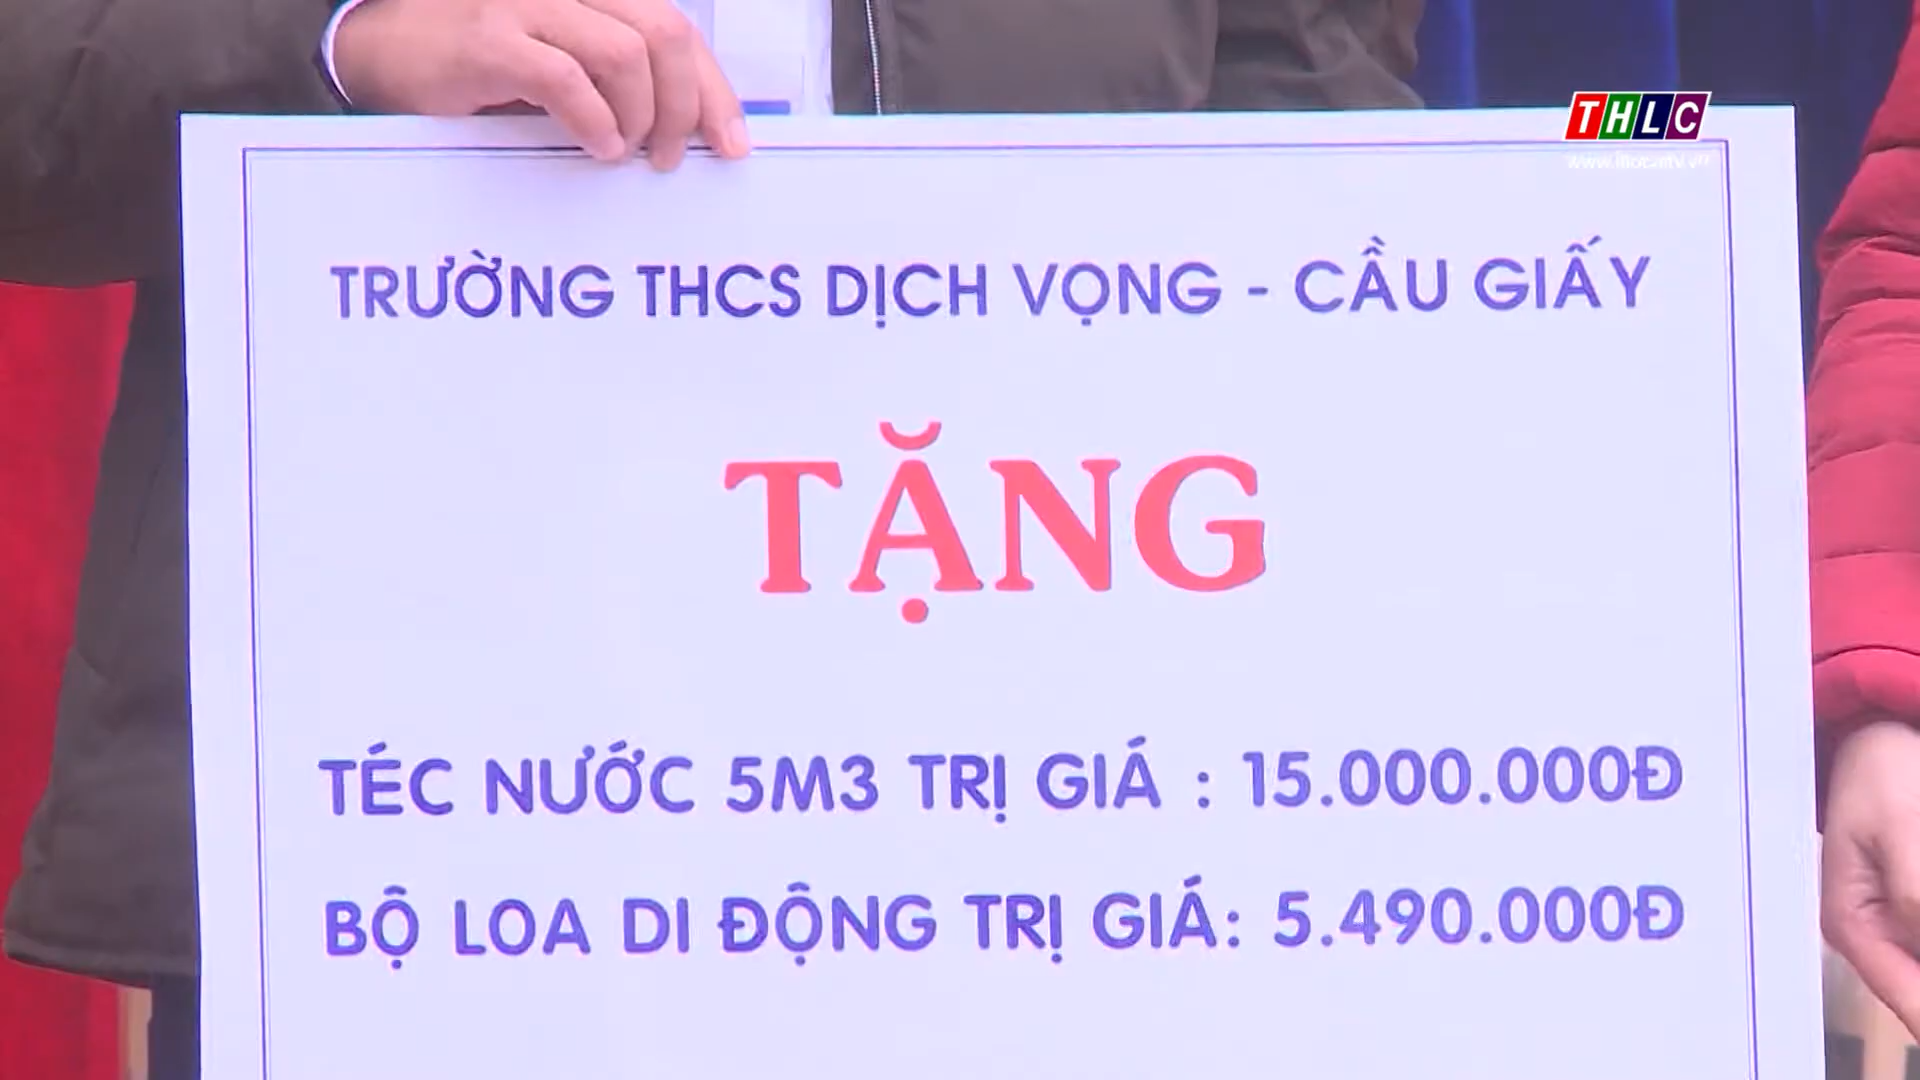 THLC
TRƯỜNG THCS DỊCH VỌNG - CẦU GIẤY
TẶNG
TÉC NƯỚC 5M3 TRỊ GIÁ : 15.000.000Đ
BỘ LOA DI ĐỘNG TRỊ GIÁ: 5.490.000Đ